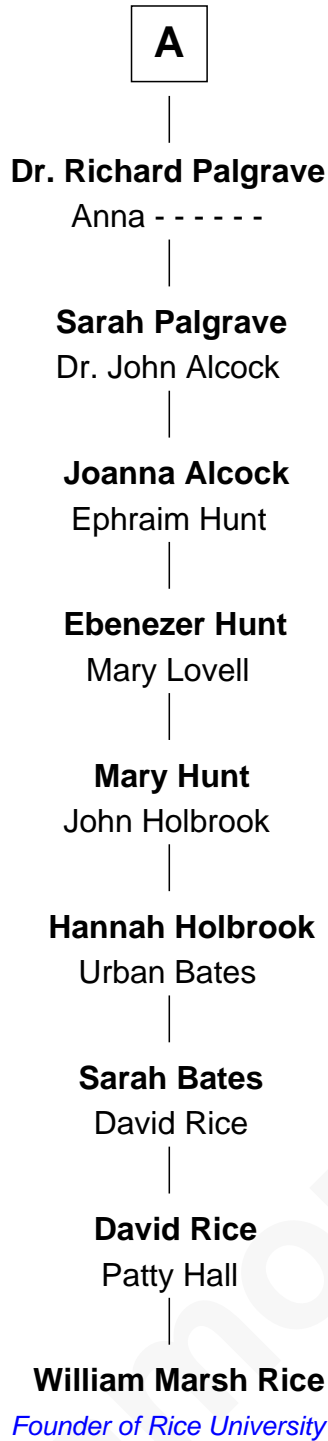 A
Dr. Richard Palgrave
Anna - - - - - -
Sarah Palgrave
Dr. John Alcock
Joanna Alcock
Ephraim Hunt
Ebenezer Hunt
Mary Lovell
Mary Hunt
John Holbrook
Hannah Holbrook
Urban Bates
Sarah Bates
David Rice
David Rice
Patty Hall
William Marsh Rice
Founder of Rice University